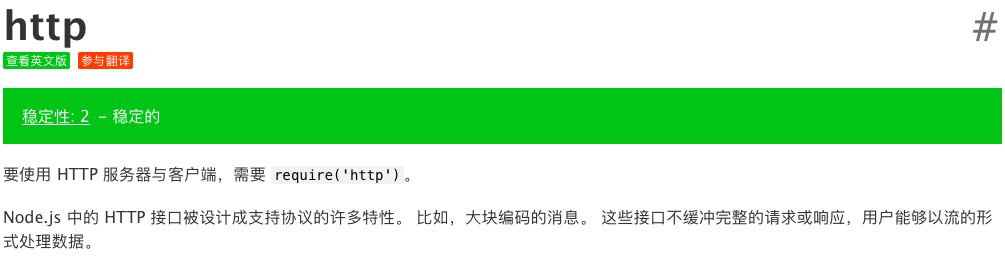 http #
查看英文版 参与翻译
稳定性: 2 - 稳定的
要使用 HTTP 服务器与客户端，需要 require('http')。
Node.js 中的 HTTP 接口被设计成支持协议的许多特性。 比如，大块编码的消息。 这些接口不缓冲完整的请求或响应，用户能够以流的形
式处理数据。